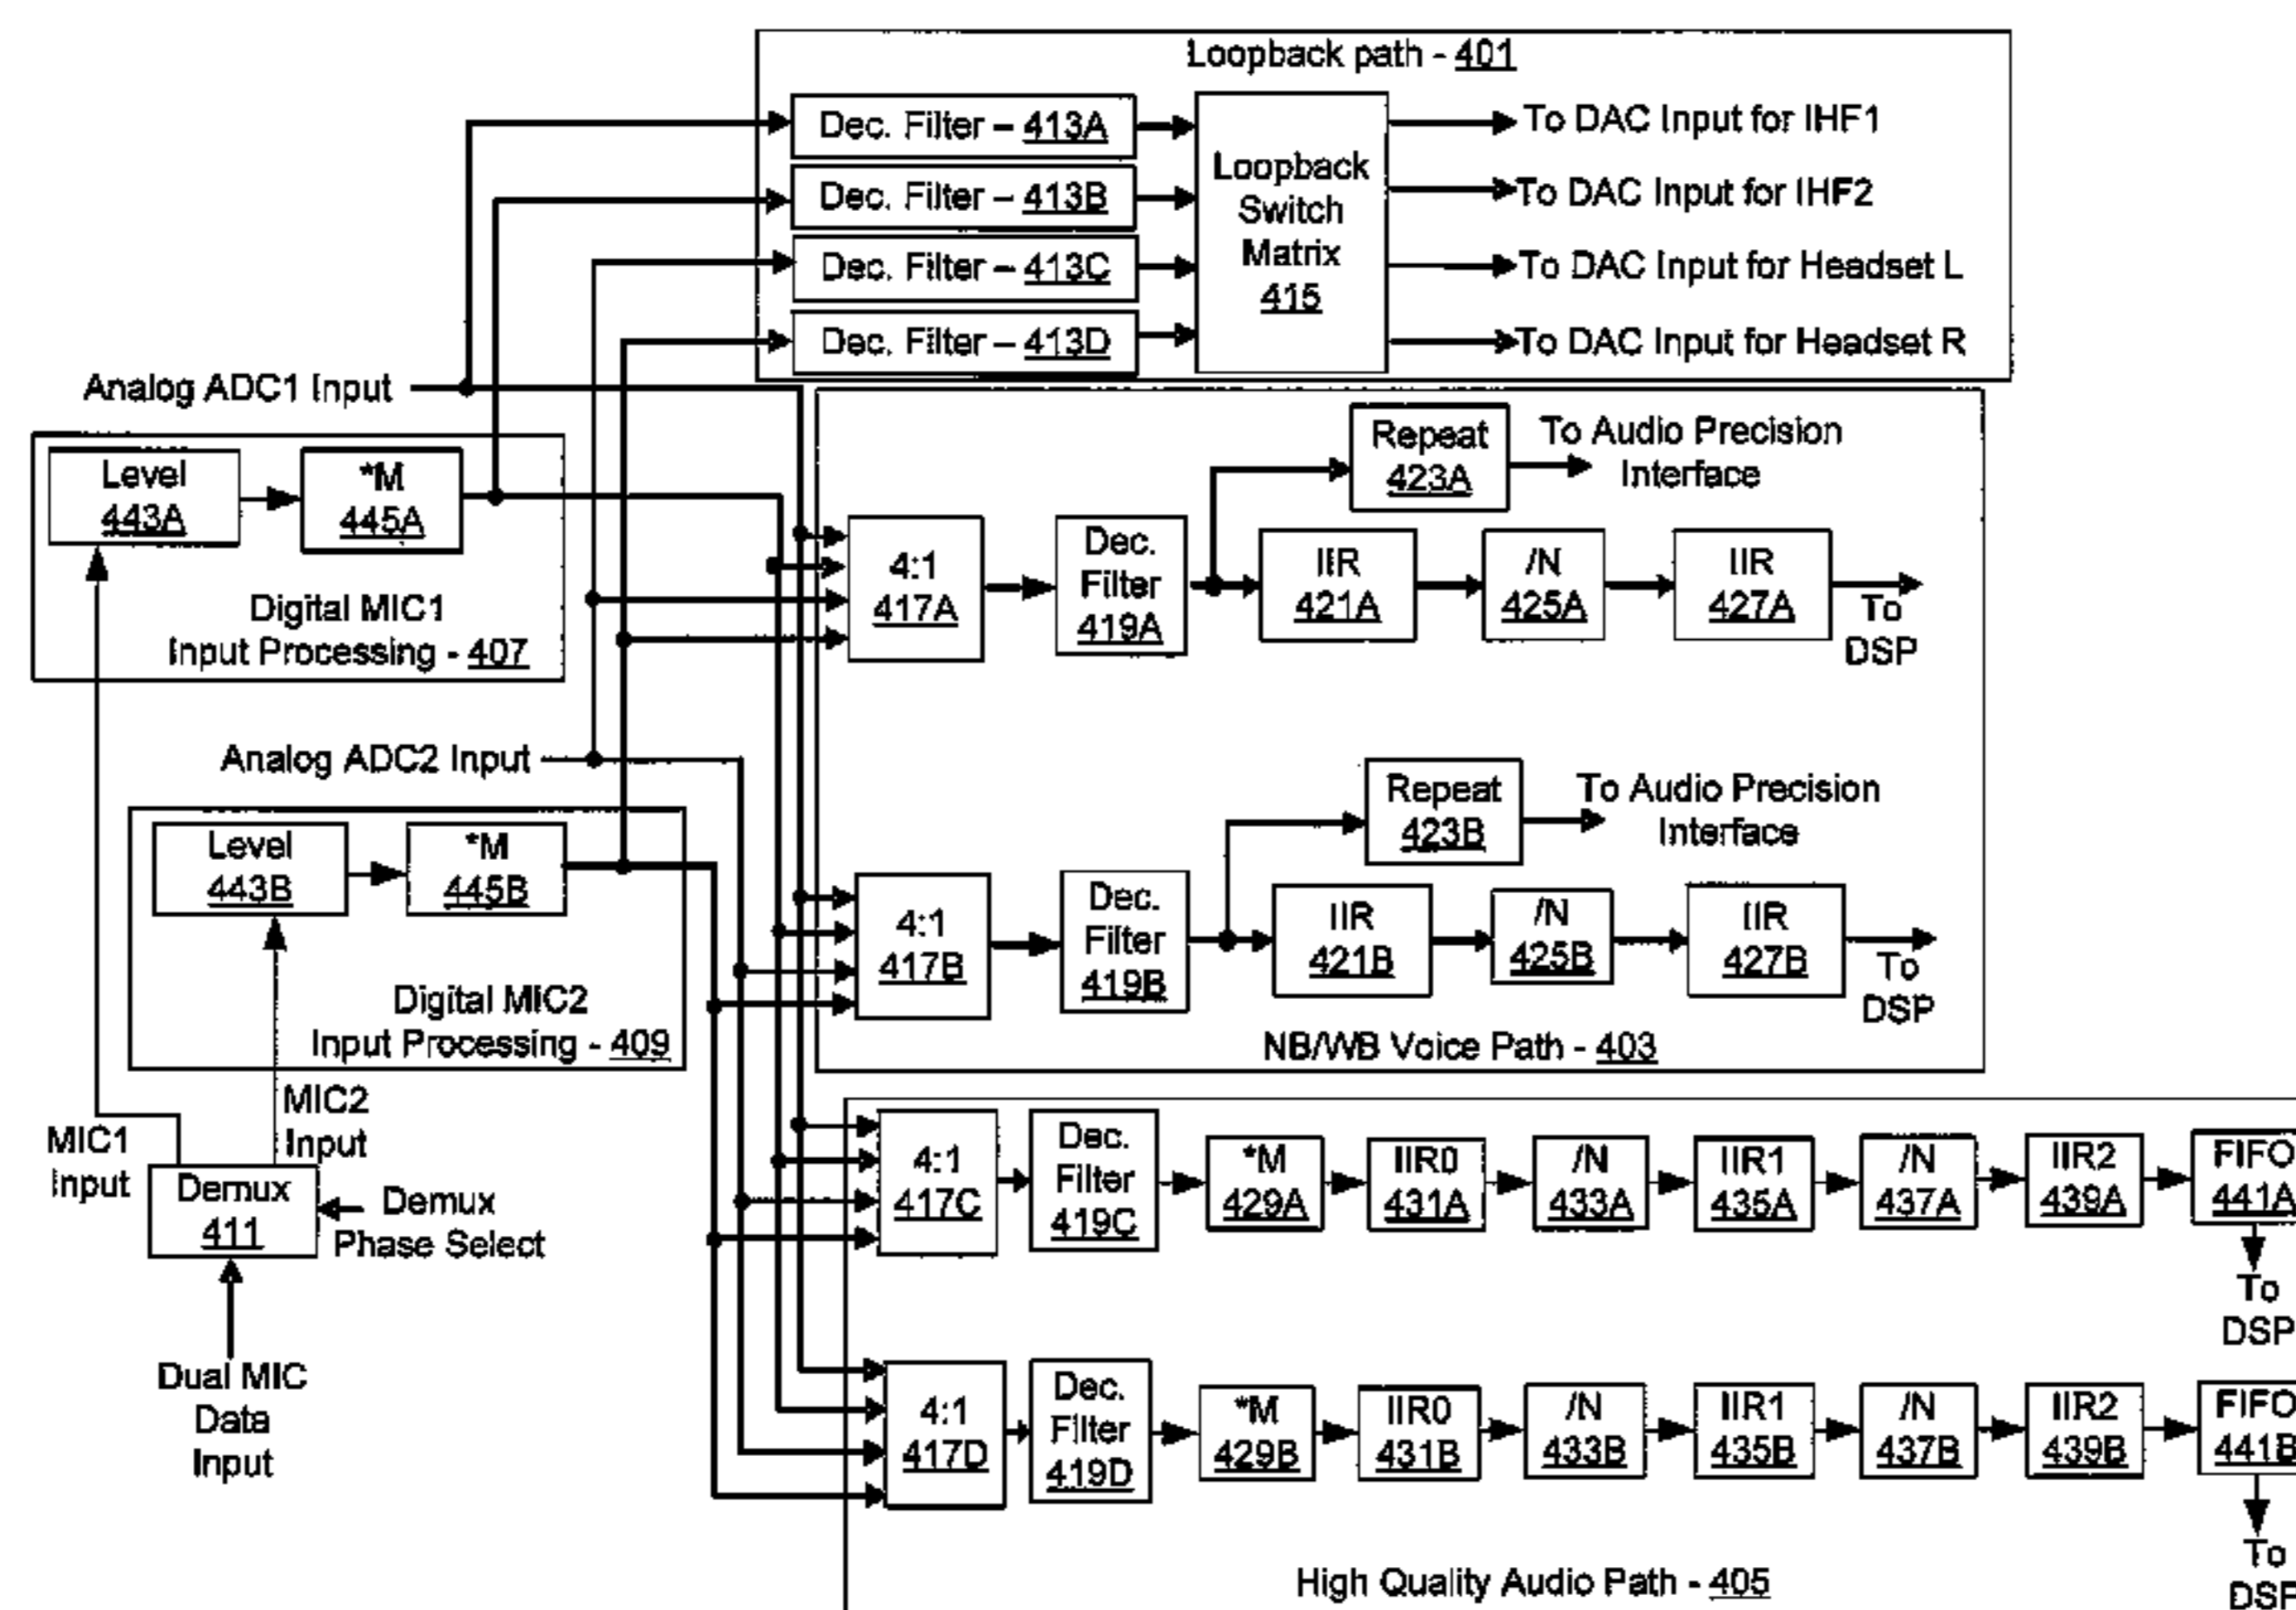 Loopback path - 401
Dec. Filter – 413A
Dec. Filter – 413B
Dec. Filter – 413C
Dec. Filter – 413D
Loopback
Switch
Matrix
415
To DAC Input for IHF1
To DAC Input for IHF2
To DAC Input for Headset L
To DAC Input for Headset R
Analog ADC1 Input
Level
443A
*M
445A
Digital MIC1
Input Processing - 407
Analog ADC2 Input
Level
443B
*M
445B
Digital MIC2
Input Processing - 409
MIC1
Input
MIC2
Input
Demux
411
Demux
Phase Select
Dual MIC
Data
Input
4:1
417A
Dec.
Filter
419A
Repeat
423A
To Audio Precision
Interface
IIR
421A
/N
425A
IIR
427A
To
DSP
4:1
417B
Dec.
Filter
419B
Repeat
423B
To Audio Precision
Interface
IIR
421B
/N
425B
IIR
427B
To
DSP
NB/WB Voice Path - 403
4:1
417C
Dec.
Filter
419C
*M
429A
IIR0
431A
/N
433A
IIR1
435A
/N
437A
IIR2
439A
FIFO
441A
To
DSP
4:1
417D
Dec.
Filter
419D
*M
429B
IIR0
431B
/N
433B
IIR1
435B
/N
437B
IIR2
439B
FIFO
441B
To
DSP
High Quality Audio Path - 405